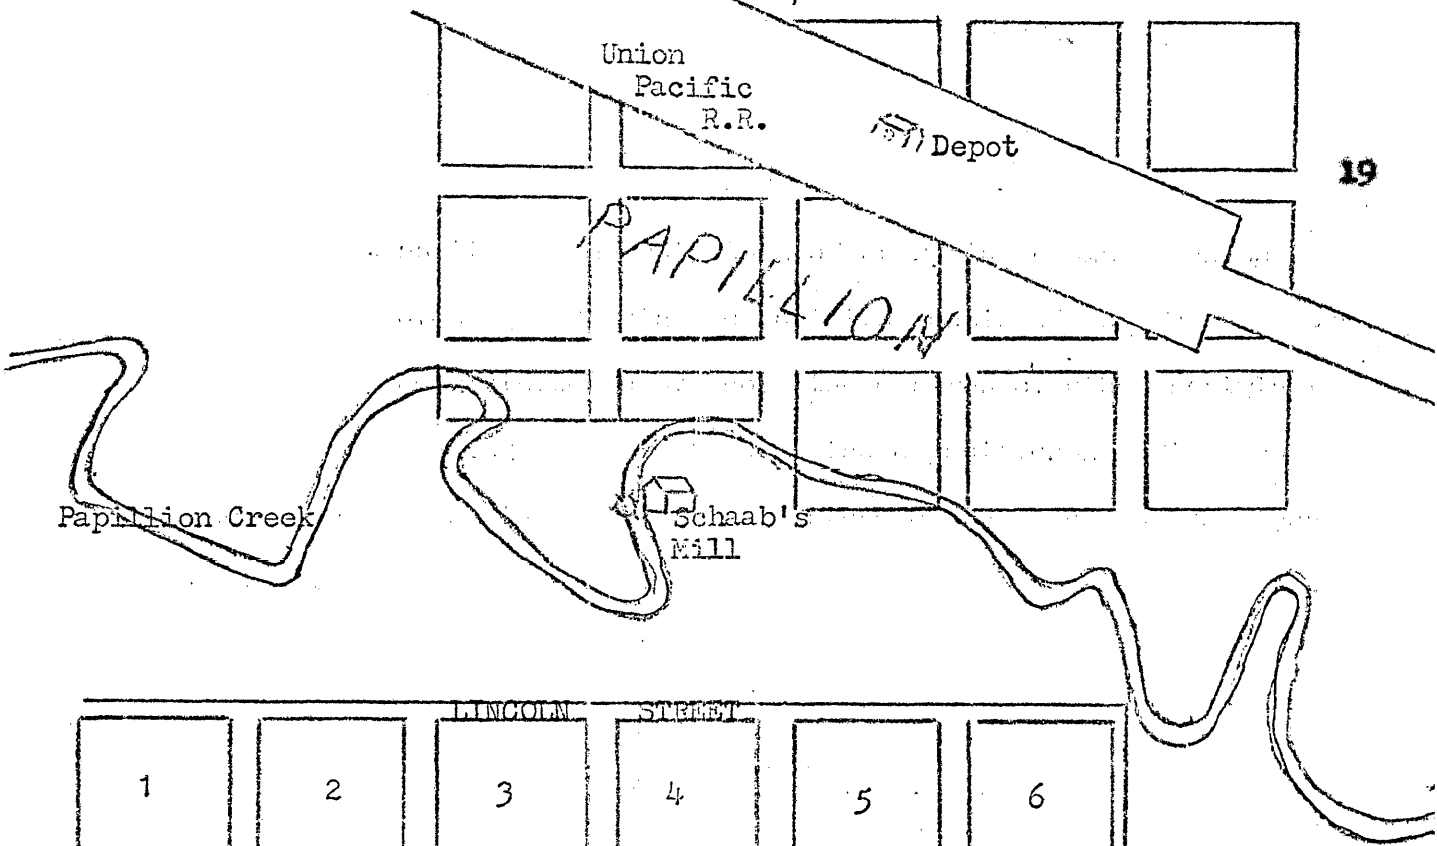 Union
Pacific
R.R.
Depot
19
PAPILLION
Papillion Creek
Schaab's
Mill
LINCOLN STREET
1 2 3 4 5 6